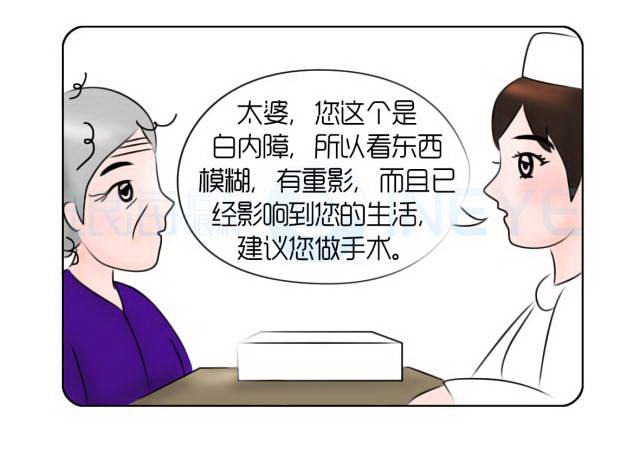 太婆，您这个是
白内障，所以看东西
模糊，有重影，而且已
经影响到您的生活，
建议您做手术。